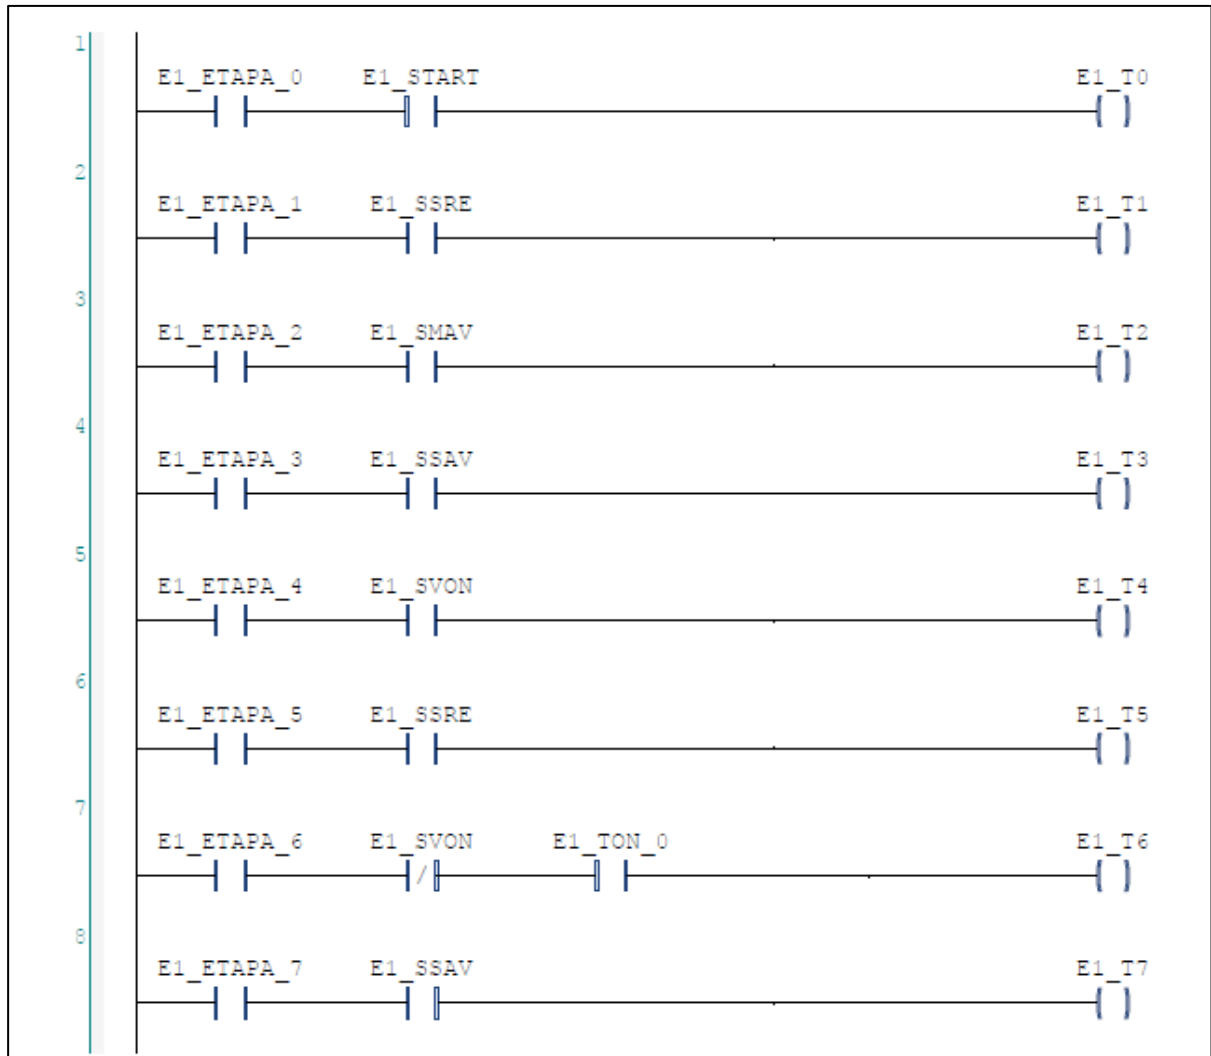 1
E1_ETAPA_0 E1_START E1_T0
2
E1_ETAPA_1 E1_SSRE E1_T1
3
E1_ETAPA_2 E1_SMAV E1_T2
4
E1_ETAPA_3 E1_SSAV E1_T3
5
E1_ETAPA_4 E1_SVON E1_T4
6
E1_ETAPA_5 E1_SSRE E1_T5
7
E1_ETAPA_6 E1_SVON E1_TON_0 E1_T6
8
E1_ETAPA_7 E1_SSAV E1_T7